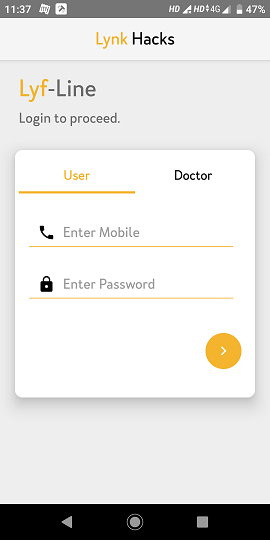 11:37 HD HD 4G 47%
Lynk Hacks
Lyf-Line
Login to proceed.
User Doctor
Enter Mobile
Enter Password